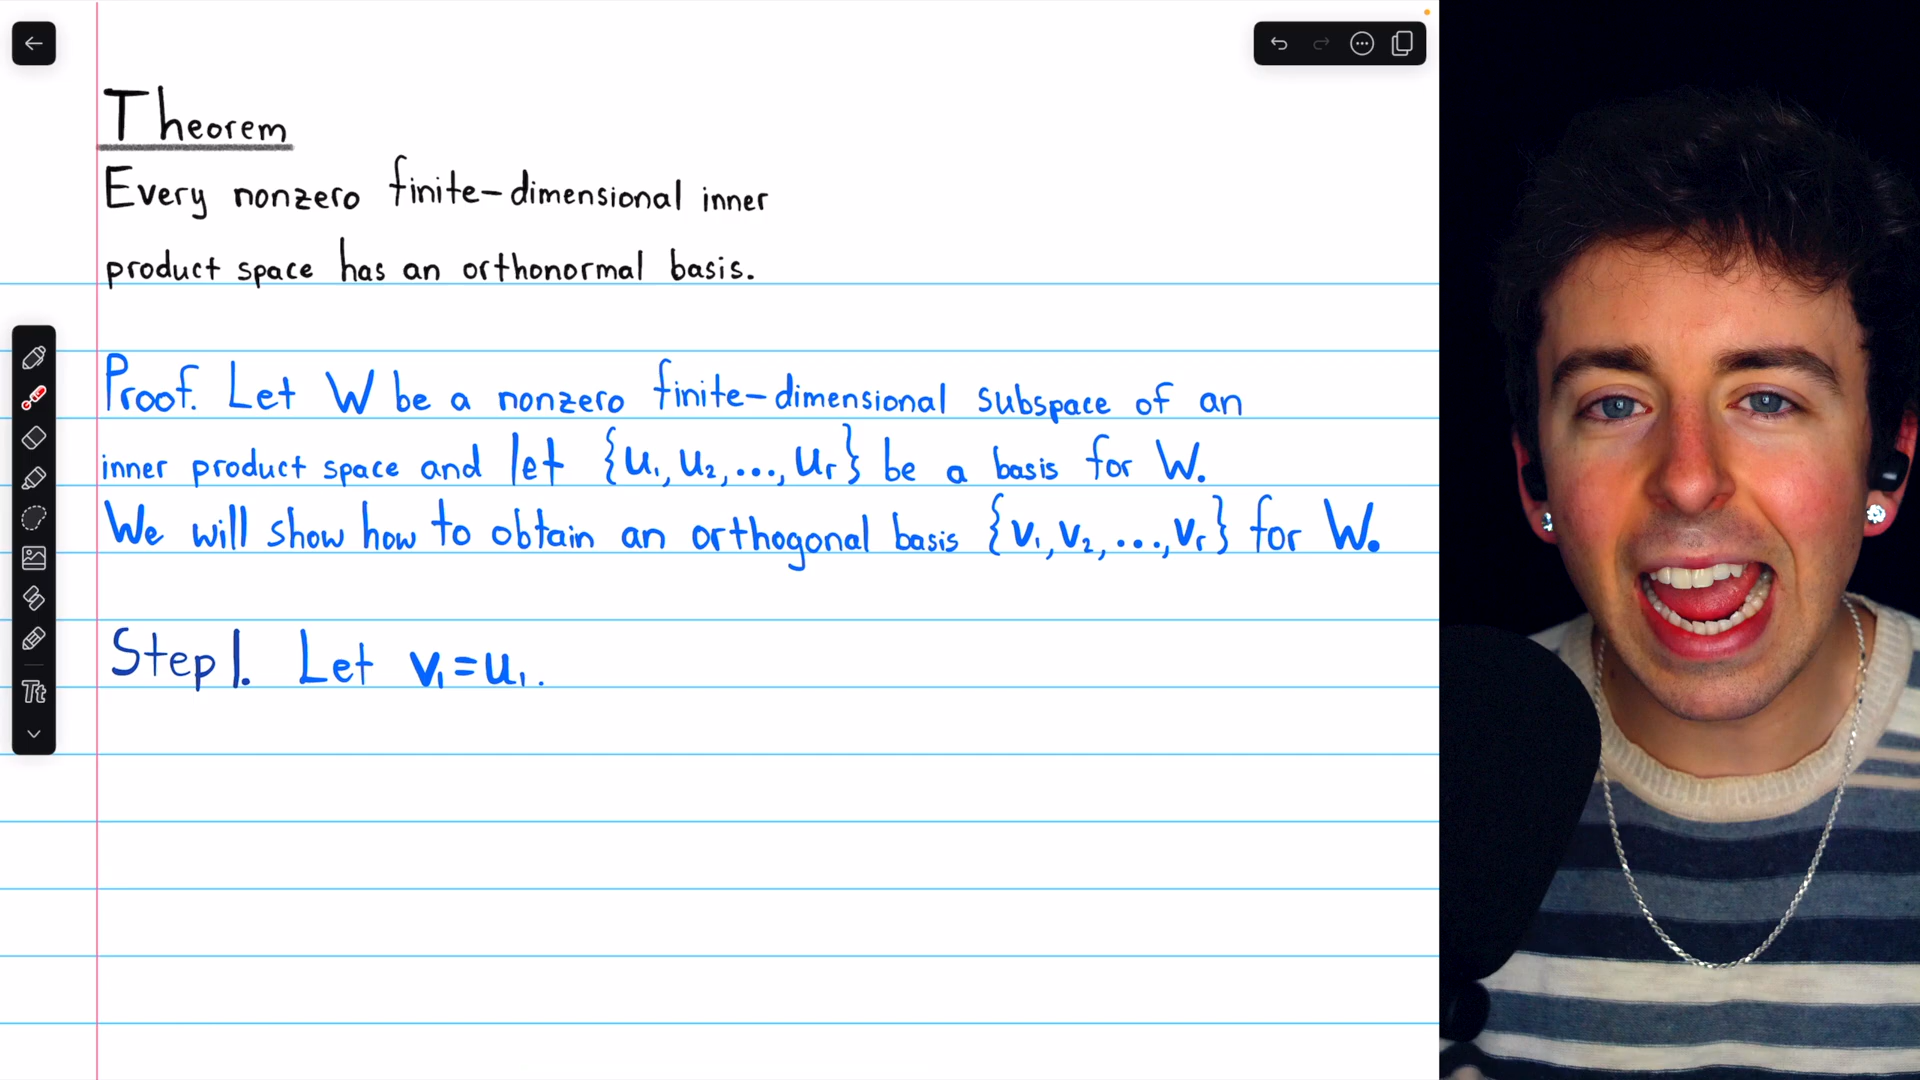 Theorem
Every nonzero finite-dimensional inner
product space has an orthonormal basis.
Proof. Let W be a nonzero finite-dimensional subspace of an
inner product space and let {u₁, u₂, ..., uᵣ} be a basis for W.
We will show how to obtain an orthogonal basis {v₁, v₂, ..., vᵣ} for W.
Step 1. Let v₁ = u₁.
Tt